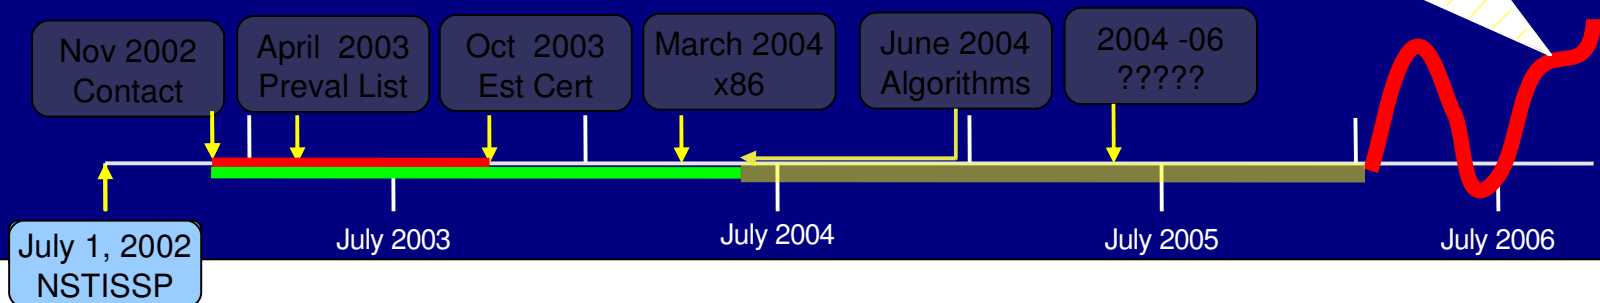 Nov 2002
Contact
April 2003
Preval List
Oct 2003
Est Cert
March 2004
x86
June 2004
Algorithms
2004 -06
?????
July 2003
July 2004
July 2005
July 2006
July 1, 2002
NSTISSP